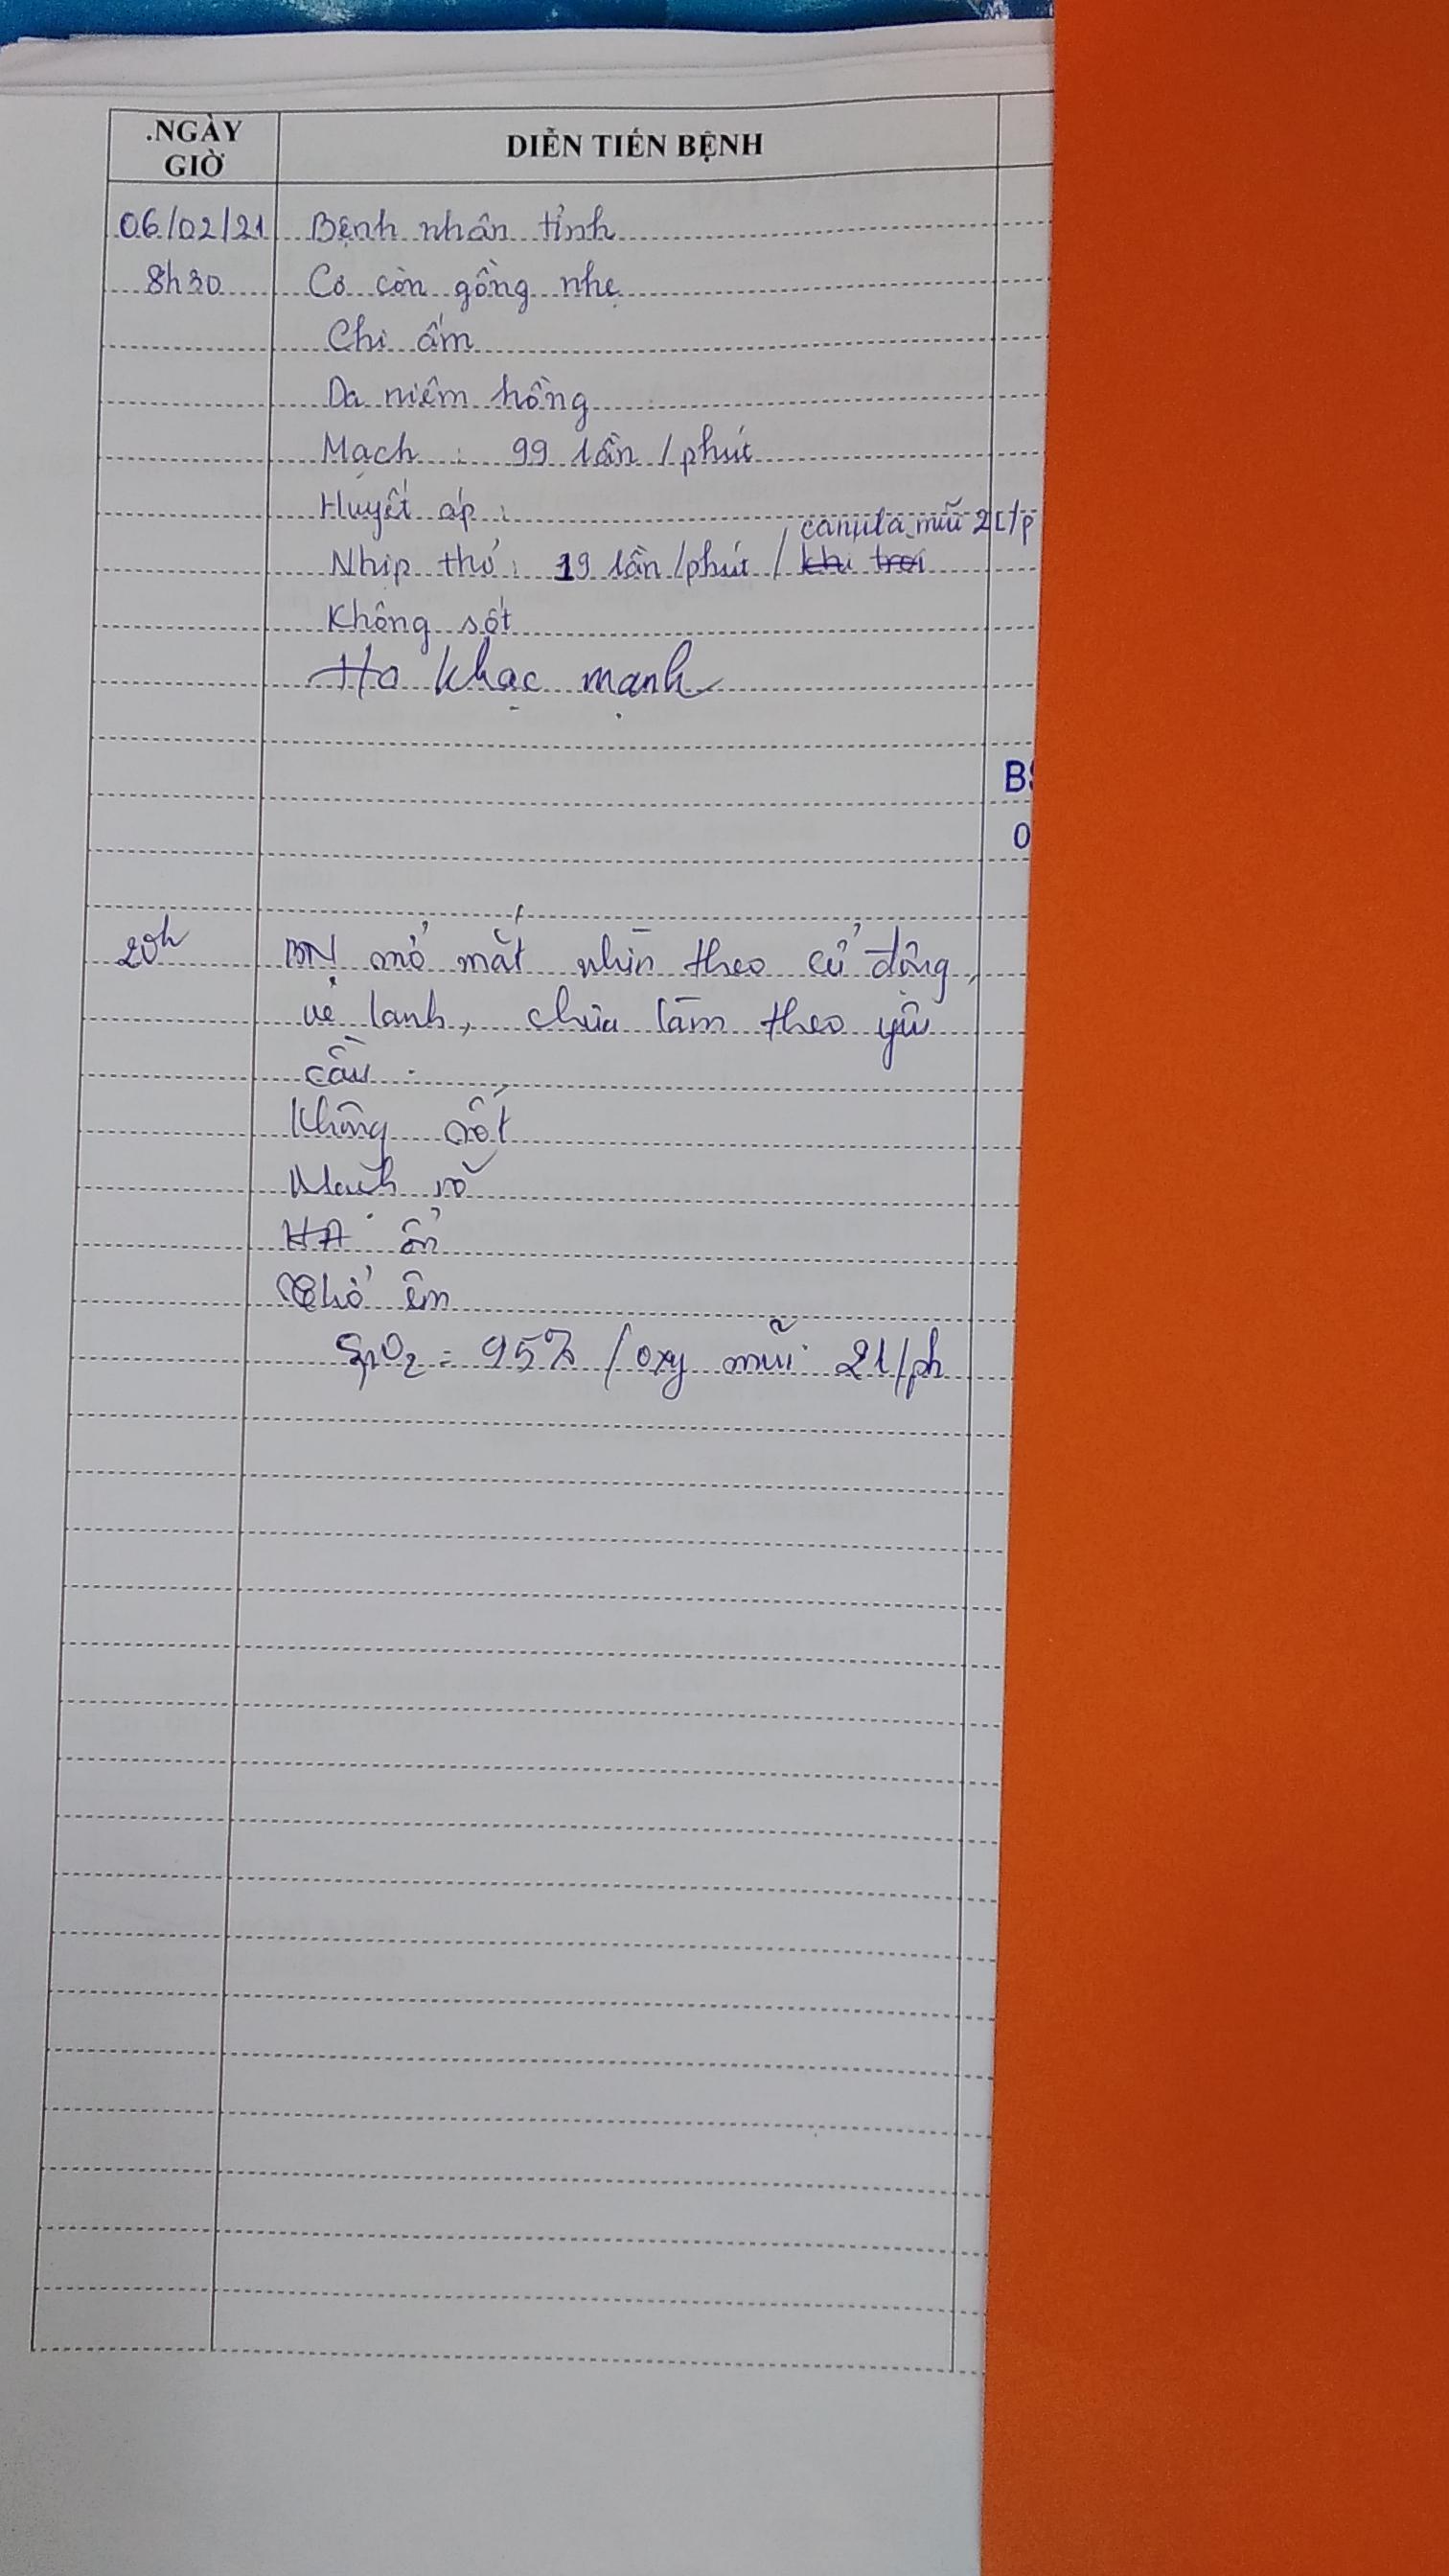 .NGÀY
GIỜ
DIỄN TIẾN BỆNH
06/02/21 Bệnh nhân tỉnh
8h30 Cơ còn gồng nhẹ
Chi ấm
Da niêm hồng
Mạch : 99 lần / phút
Huyết áp :
canula mũi 2L/p
Nhịp thở : 19 lần /phút / khí trời
Không sốt
Ho khạc mạnh
BS
0
20h BN mở mắt nhìn theo cử động,
vẻ lanh, chưa làm theo yêu
cầu .
Không sốt
Mạch rõ
HA ổn
Thở êm
SpO2 = 95% / oxy mũi 2l/ph